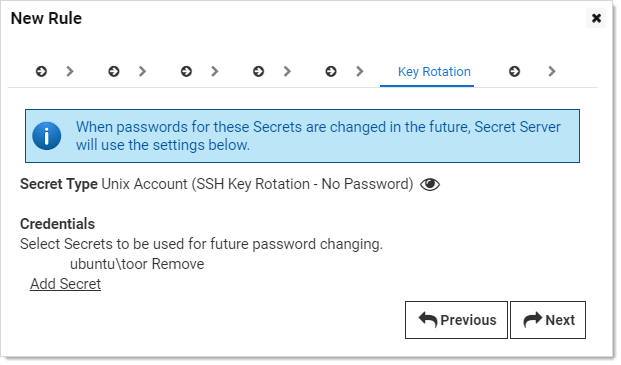 New Rule
Key Rotation
When passwords for these Secrets are changed in the future, Secret Server
will use the settings below.
Secret Type Unix Account (SSH Key Rotation - No Password)
Credentials
Select Secrets to be used for future password changing.
ubuntu\toor Remove
Add Secret
Previous
Next